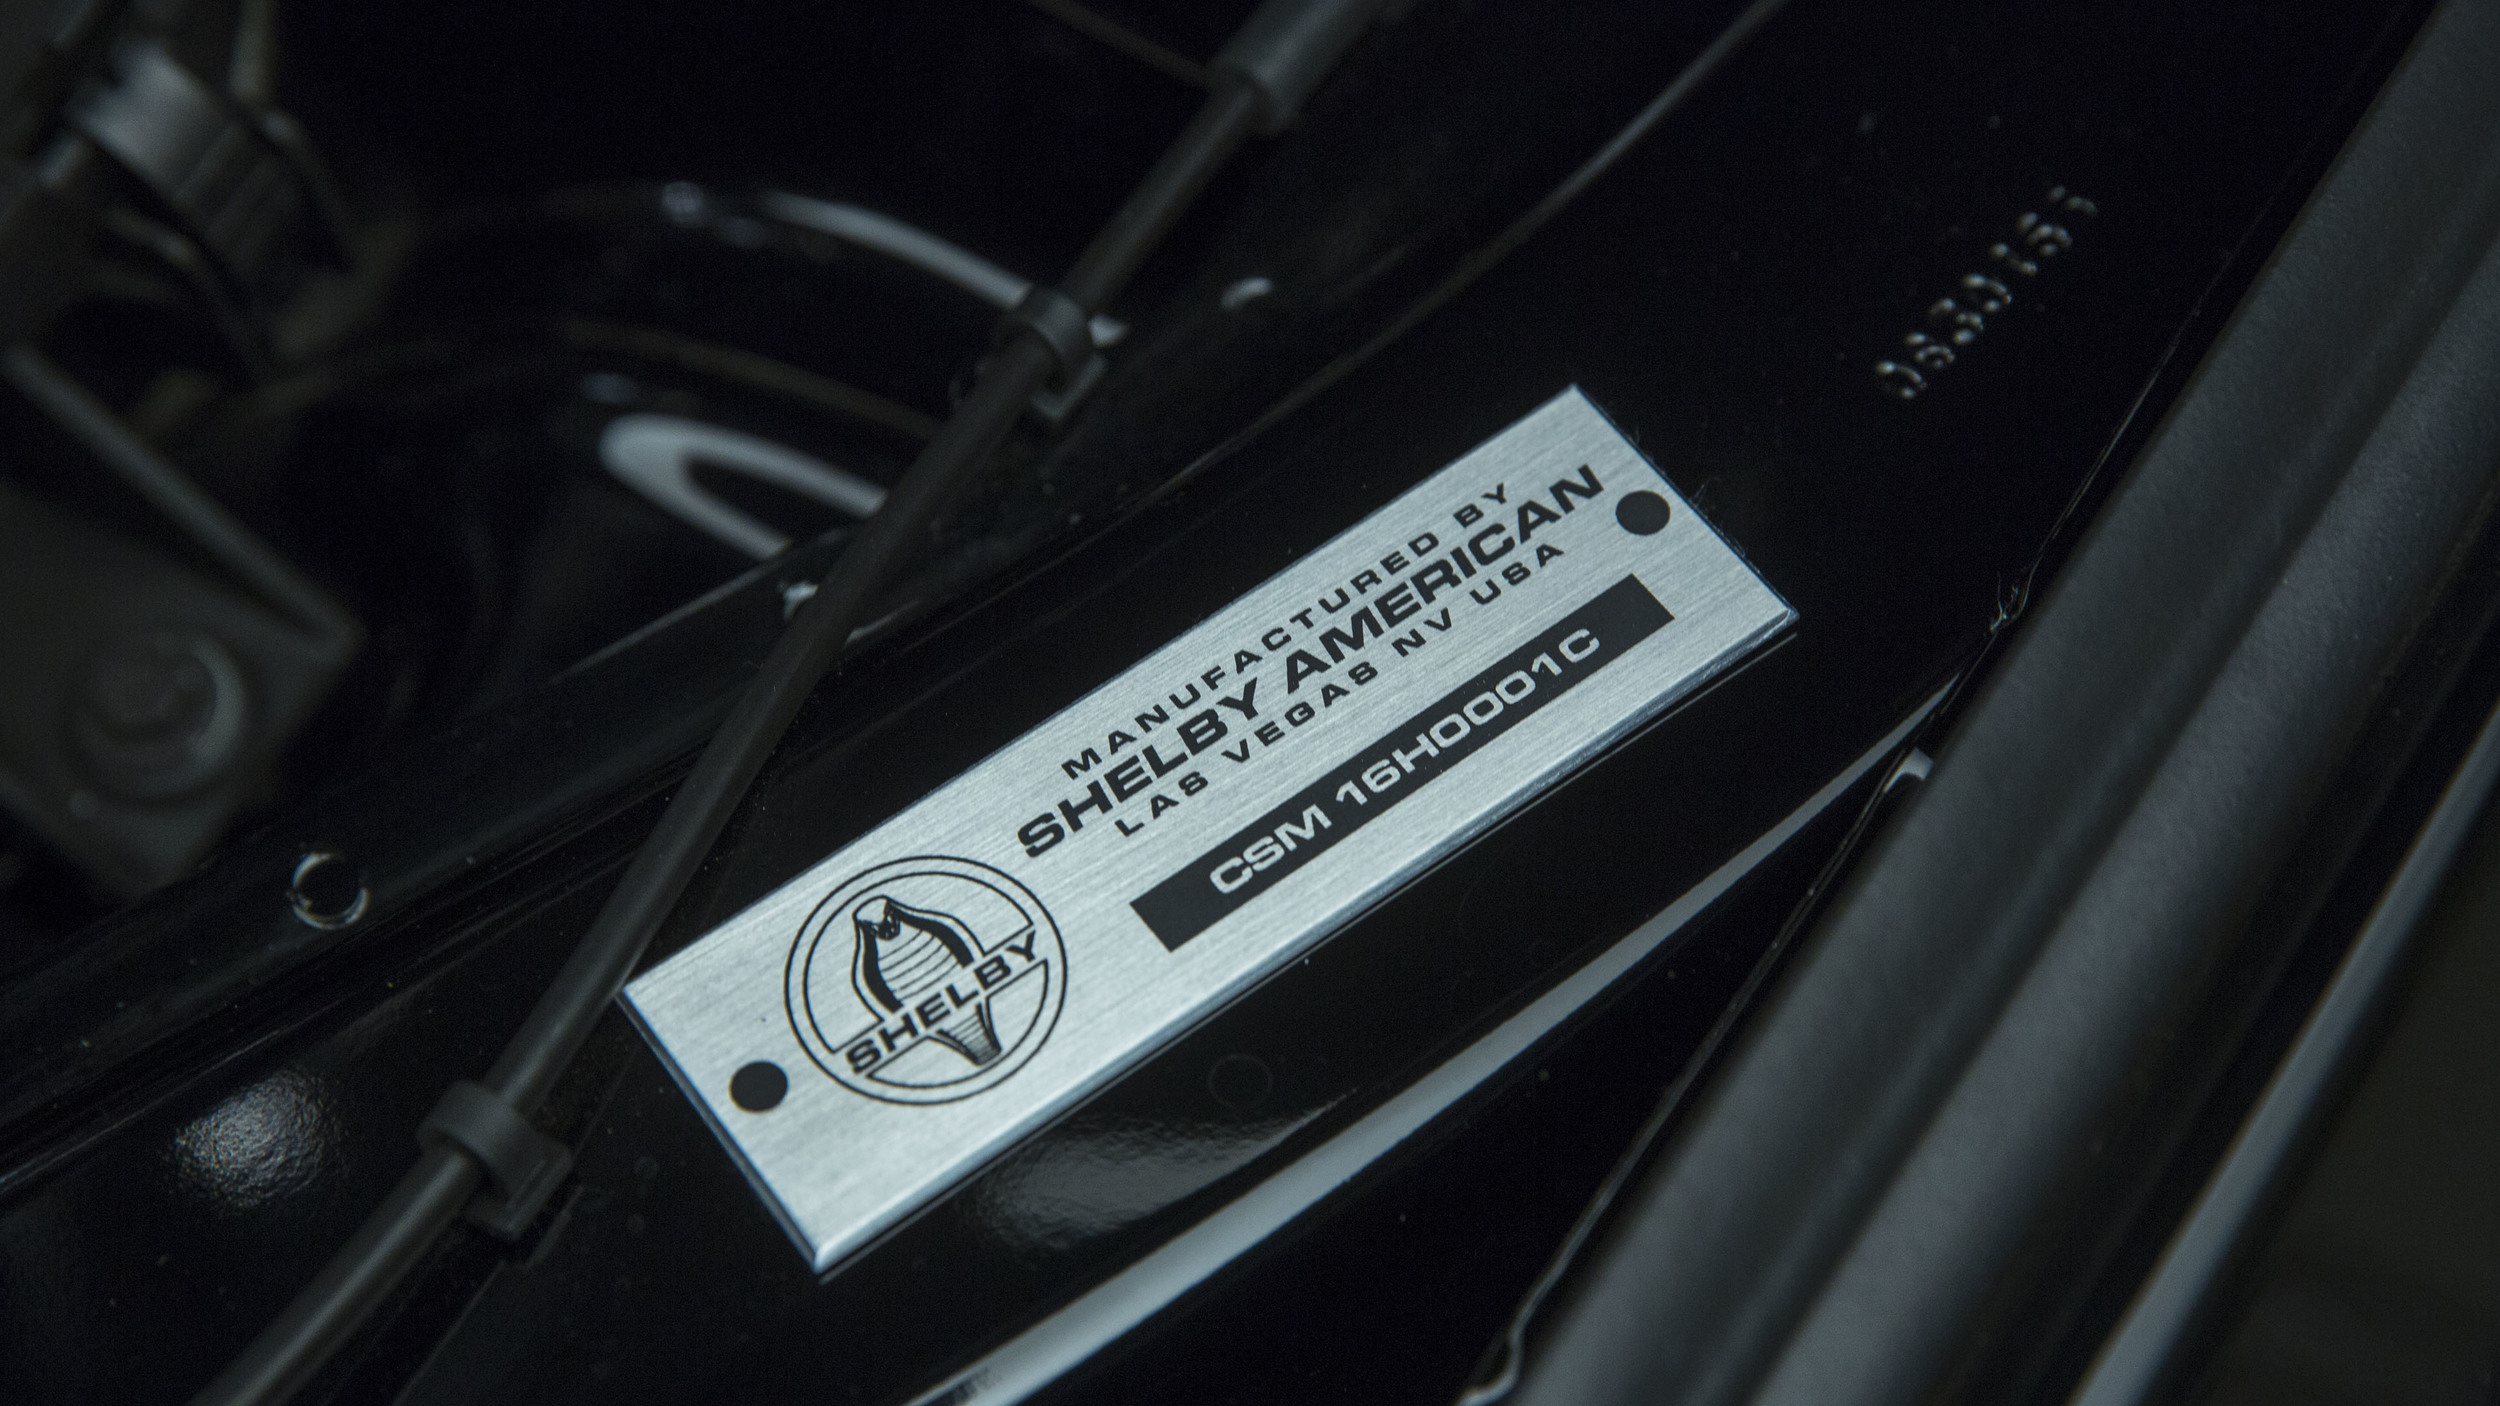 MANUFACTURED BY
SHELBY AMERICAN
LAS VEGAS NV USA
CSM 16H0001C
SHELBY